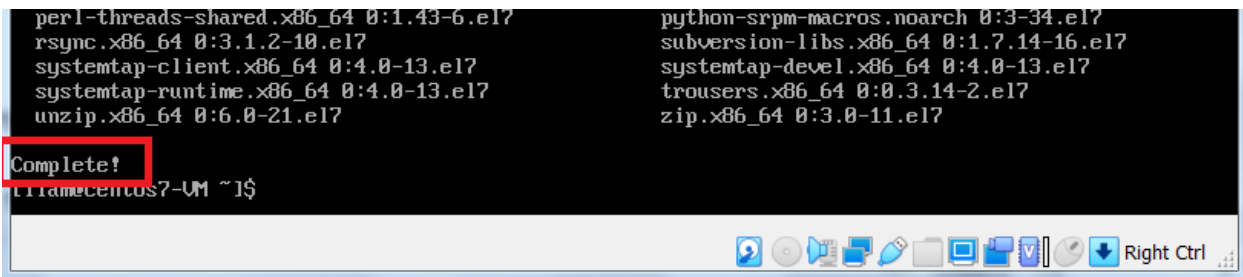 perl-threads-shared.x86_64 0:1.43-6.el7 python-srpm-macros.noarch 0:3-34.el7
rsync.x86_64 0:3.1.2-10.el7 subversion-libs.x86_64 0:1.7.14-16.el7
systemtap-client.x86_64 0:4.0-13.el7 systemtap-devel.x86_64 0:4.0-13.el7
systemtap-runtime.x86_64 0:4.0-13.el7 trousers.x86_64 0:0.3.14-2.el7
unzip.x86_64 0:6.0-21.el7 zip.x86_64 0:3.0-11.el7
Complete!
~]$
Right Ctrl